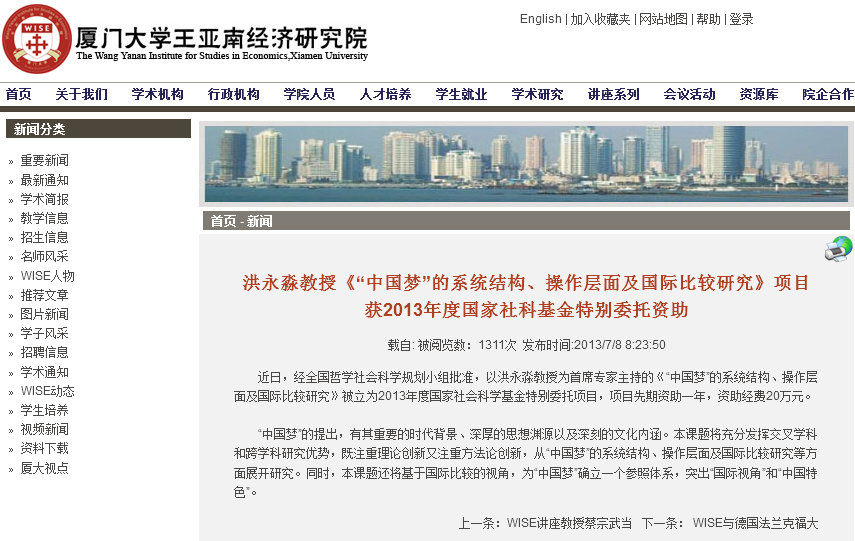 English | 加入收藏夹 | 网站地图 | 帮助 | 登录
WISE
厦门大学王亚南经济研究院
The Wang Yanan Institute for Studies in Economics,Xiamen University
首页 关于我们 学术机构 行政机构 学院人员 人才培养 学生就业 学术研究 讲座系列 会议活动 资源库 院企合作
新闻分类
» 重要新闻
» 最新通知
» 学术简报
» 教学信息
» 招生信息
» 名师风采
» WISE人物
» 推荐文章
» 图片新闻
» 学子风采
» 招聘信息
» 学术通知
» WISE动态
» 学生培养
» 视频新闻
» 资料下载
» 厦大视点
首页 - 新闻
洪永淼教授《“中国梦”的系统结构、操作层面及国际比较研究》项目
获2013年度国家社科基金特别委托资助
载自: 被阅览数：1311次 发布时间:2013/7/8 8:23:50
近日，经全国哲学社会科学规划小组批准，以洪永淼教授为首席专家主持的《“中国梦”的系统结构、操作层
面及国际比较研究》被立为2013年度国家社会科学基金特别委托项目，项目先期资助一年，资助经费20万元。
“中国梦”的提出，有其重要的时代背景、深厚的思想渊源以及深刻的文化内涵。本课题将充分发挥交叉学科
和跨学科研究优势，既注重理论创新又注重方法论创新，从“中国梦”的系统结构、操作层面及国际比较研究等方
面展开研究。同时，本课题还将基于国际比较的视角，为“中国梦”确立一个参照体系，突出“国际视角”和“中国特
色”。
上一条：WISE讲座教授蔡宗武当 下一条： WISE与德国法兰克福大